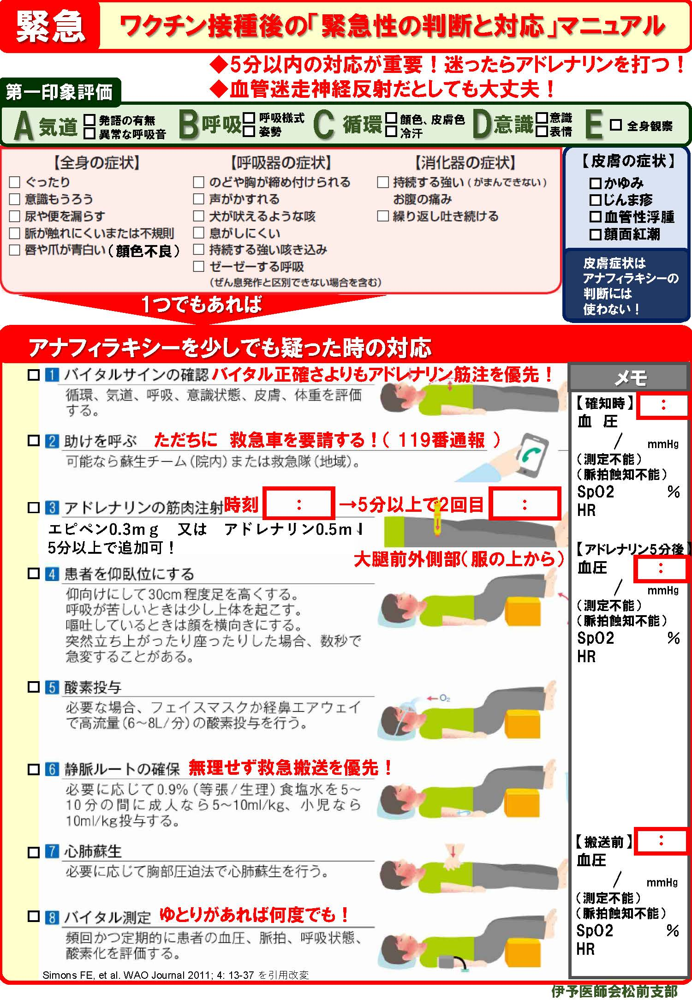 緊急
ワクチン接種後の「緊急性の判断と対応」マニュアル
◆5分以内の対応が重要！迷ったらアドレナリンを打つ！
◆血管迷走神経反射だとしても大丈夫！
第一印象評価
A 気道 □ 発語の有無 □ 異常な呼吸音
B 呼吸 □ 呼吸様式 □ 姿勢
C 循環 □ 顔色、皮膚色 □ 冷汗
D 意識 □ 意識 □ 表情
E □ 全身観察
【全身の症状】
□ ぐったり
□ 意識もうろう
□ 尿や便を漏らす
□ 脈が触れにくいまたは不規則
□ 唇や爪が青白い（顔色不良）
【呼吸器の症状】
□ のどや胸が締め付けられる
□ 声がかすれる
□ 犬が吠えるような咳
□ 息がしにくい
□ 持続する強い咳き込み
□ ゼーゼーする呼吸
（ぜん息発作と区別できない場合を含む）
【消化器の症状】
□ 持続する強い（がまんできない）
お腹の痛み
□ 繰り返し吐き続ける
【皮膚の症状】
□かゆみ
□じんま疹
□血管性浮腫
□顔面紅潮
皮膚症状は
アナフィラキシーの
判断には
使わない！
1つでもあれば
アナフィラキシーを少しでも疑った時の対応
□ 1 バイタルサインの確認 バイタル正確さよりもアドレナリン筋注を優先！
循環、気道、呼吸、意識状態、皮膚、体重を評価
する。
□ 2 助けを呼ぶ ただちに 救急車を要請する！（ 119番通報 ）
可能なら蘇生チーム（院内）または救急隊（地域）。
□ 3 アドレナリンの筋肉注射 時刻 ： →5分以上で2回目 ：
エピペン0.3mg 又は アドレナリン0.5ml
5分以上で追加可！
大腿前外側部（服の上から）
□ 4 患者を仰臥位にする
仰向けにして30cm程度足を高くする。
呼吸が苦しいときは少し上体を起こす。
嘔吐しているときは顔を横向きにする。
突然立ち上がったり座ったりした場合、数秒で
急変することがある。
□ 5 酸素投与
必要な場合、フェイスマスクか経鼻エアウェイ
で高流量（6～8L/分）の酸素投与を行う。
O₂
□ 6 静脈ルートの確保 無理せず救急搬送を優先！
必要に応じて0.9%（等張/生理）食塩水を5～
10分の間に成人なら5～10ml/kg、小児なら
10ml/kg投与する。
□ 7 心肺蘇生
必要に応じて胸部圧迫法で心肺蘇生を行う。
□ 8 バイタル測定 ゆとりがあれば何度でも！
頻回かつ定期的に患者の血圧、脈拍、呼吸状態、
酸素化を評価する。
Simons FE, et al. WAO Journal 2011; 4: 13-37 を引用改変
メモ
【確知時】 ：
血 圧
/ mmHg
（測定不能）
（脈拍蝕知不能）
SpO2 %
HR
【アドレナリン5分後】
血圧 ：
/ mmHg
（測定不能）
（脈拍蝕知不能）
SpO2 %
HR
【搬送前】 ：
血圧
/ mmHg
（測定不能）
（脈拍蝕知不能）
SpO2 %
HR
伊予医師会松前支部